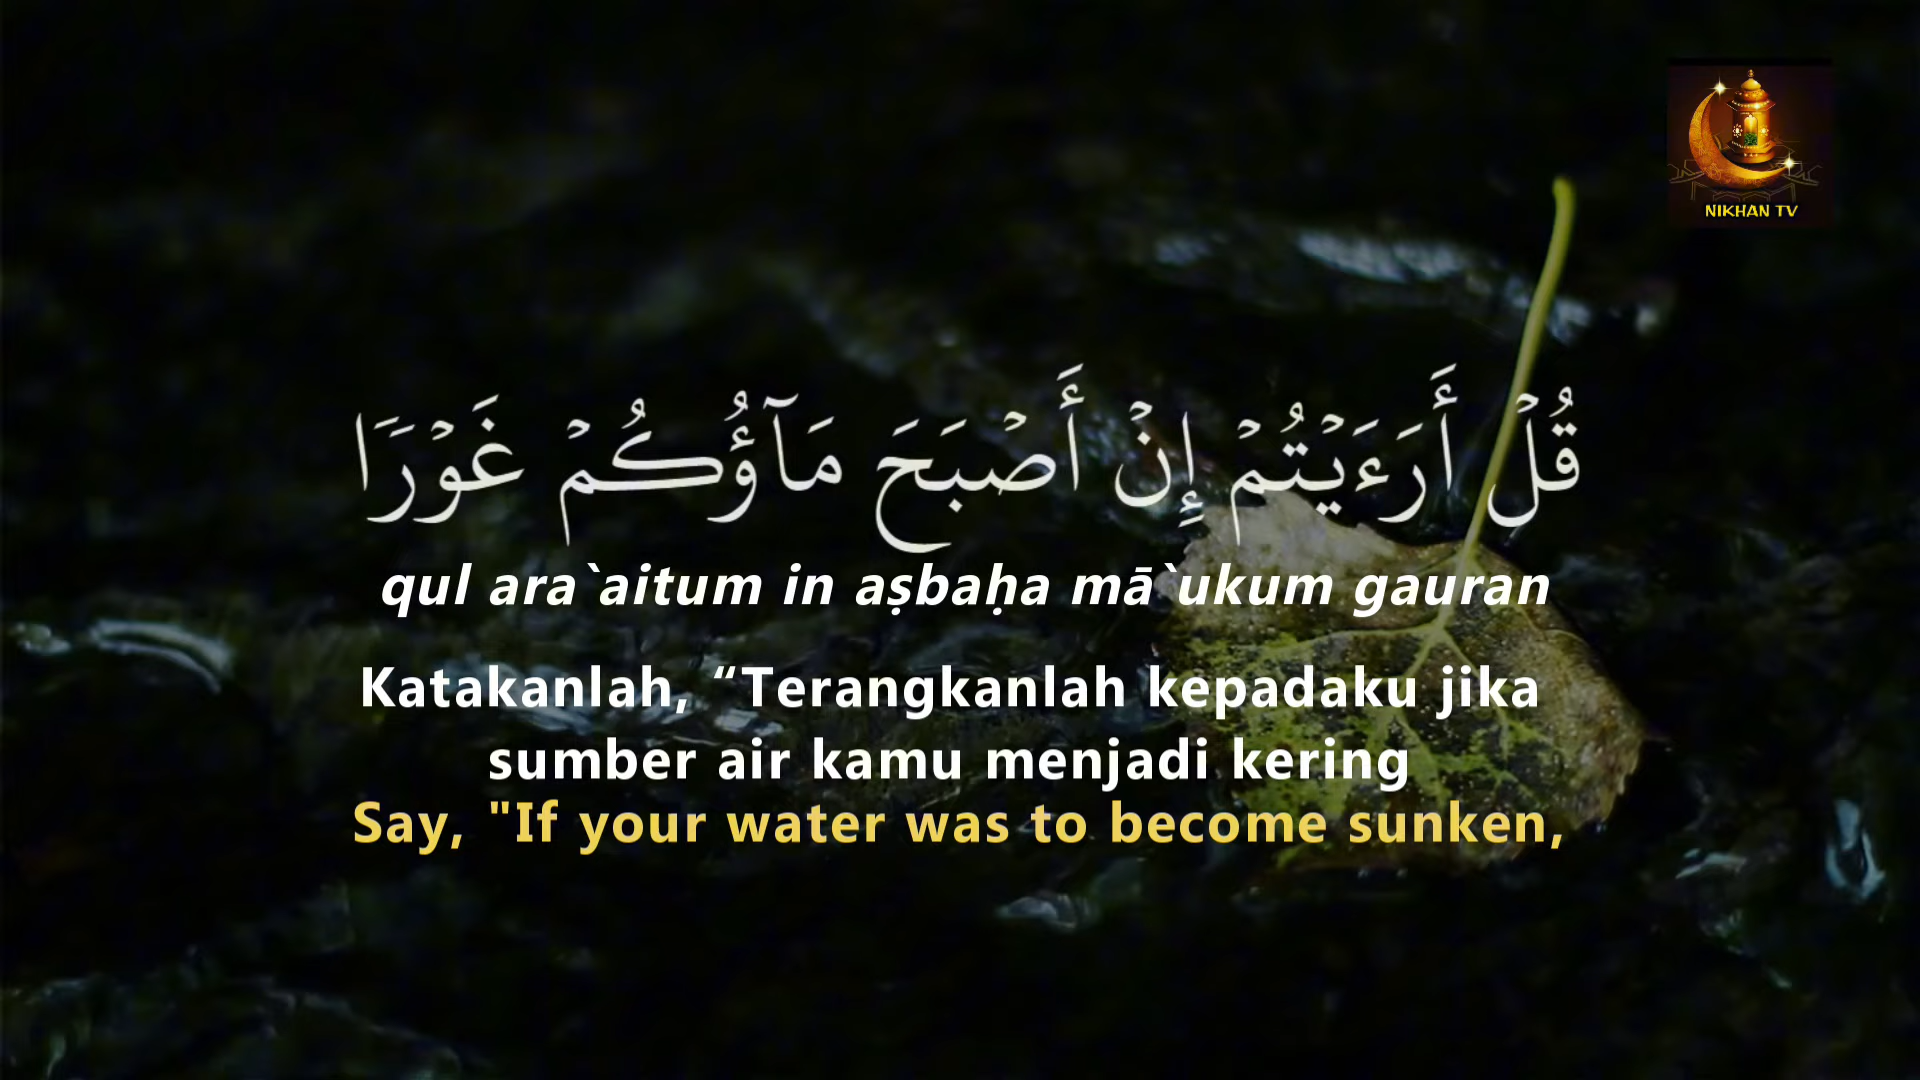 NIKHAN TV
قُلۡ أَرَءَيۡتُمۡ إِنۡ أَصۡبَحَ مَآؤُكُمۡ غَوۡرًا
qul ara`aitum in aṣbaḥa mā`ukum gauran
Katakanlah, “Terangkanlah kepadaku jika
sumber air kamu menjadi kering
Say, "If your water was to become sunken,